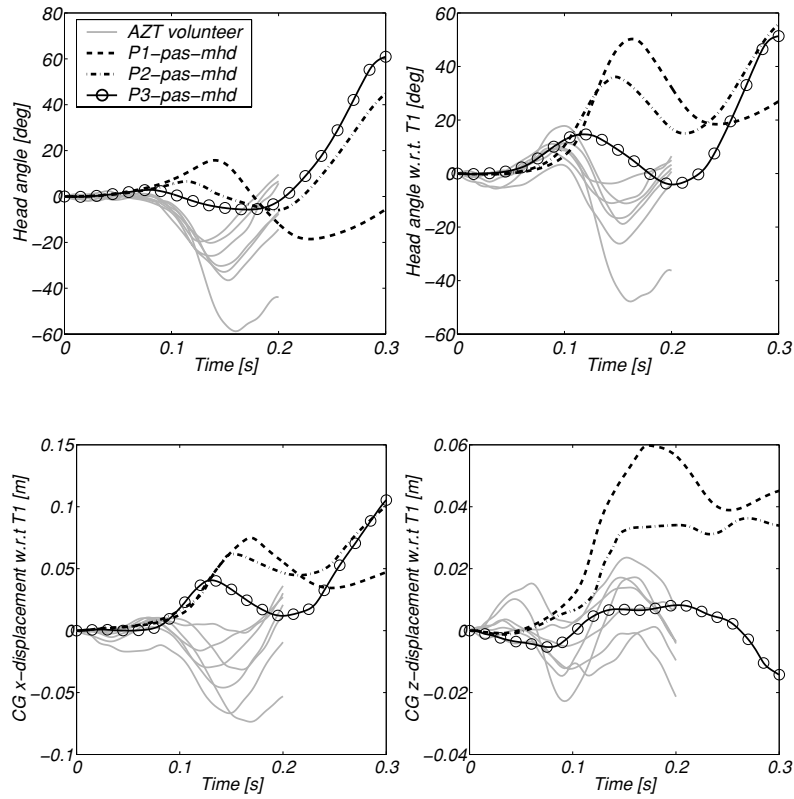 AZT volunteer
P1-pas-mhd
P2-pas-mhd
P3-pas-mhd
80
60
40
20
0
−20
−40
−60
Head angle [deg]
0 0.1 0.2 0.3
Time [s]
60
40
20
0
−20
−40
−60
Head angle w.r.t. T1 [deg]
0 0.1 0.2 0.3
Time [s]
0.15
0.1
0.05
0
−0.05
−0.1
CG x-displacement w.r.t T1 [m]
0 0.1 0.2 0.3
Time [s]
0.06
0.04
0.02
0
−0.02
−0.04
CG z-displacement w.r.t T1 [m]
0 0.1 0.2 0.3
Time [s]